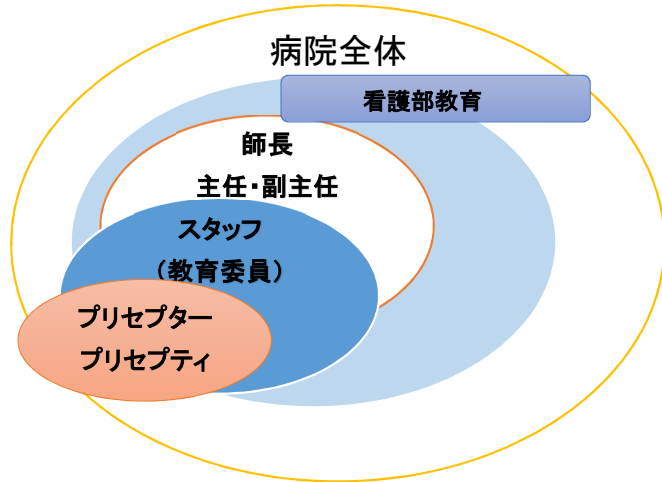 病院全体
看護部教育
師長
主任・副主任
スタッフ
（教育委員）
プリセプター
プリセプティ